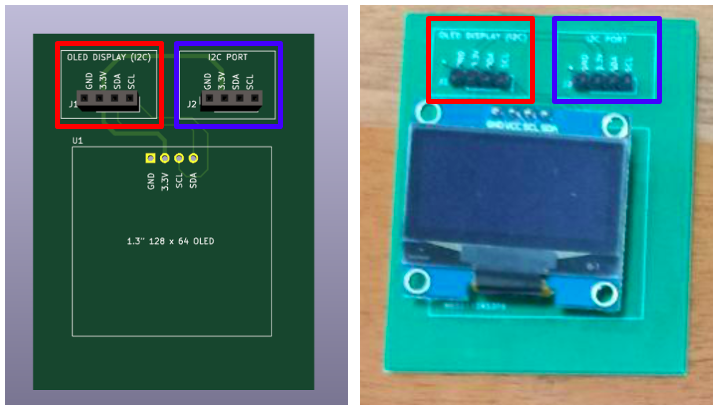 OLED DISPLAY (I2C)
GND
3.3V
SDA
SCL
J1
I2C PORT
GND
3.3V
SDA
SCL
J2
U1
GND
3.3V
SCL
SDA
1.3" 128 x 64 OLED
OLED DISPLAY (I2C)
GND
3.3V
SDA
SCL
J1
I2C PORT
GND
3.3V
SDA
SCL
GND VCC SCL SDA